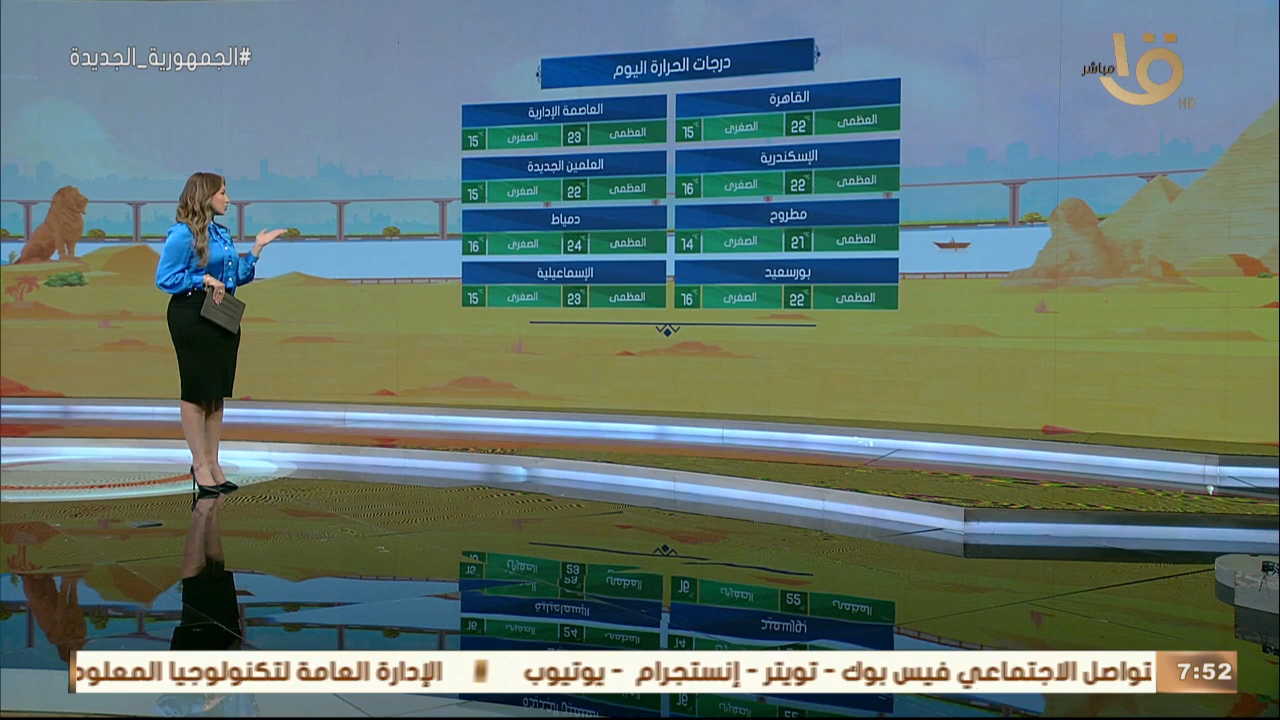 #الجمهورية_الجديدة
مباشر
HD
درجات الحرارة اليوم
القاهرة
العظمى 22 الصغرى 15
العاصمة الإدارية
العظمى 23 الصغرى 15
الإسكندرية
العظمى 22 الصغرى 16
العلمين الجديدة
العظمى 22 الصغرى 15
مطروح
العظمى 21 الصغرى 14
دمياط
العظمى 24 الصغرى 16
بورسعيد
العظمى 22 الصغرى 16
الإسماعيلية
العظمى 23 الصغرى 15
7:52
تواصل الاجتماعي فيس بوك - تويتر - إنستجرام - يوتيوب الإدارة العامة لتكنولوجيا المعلوم